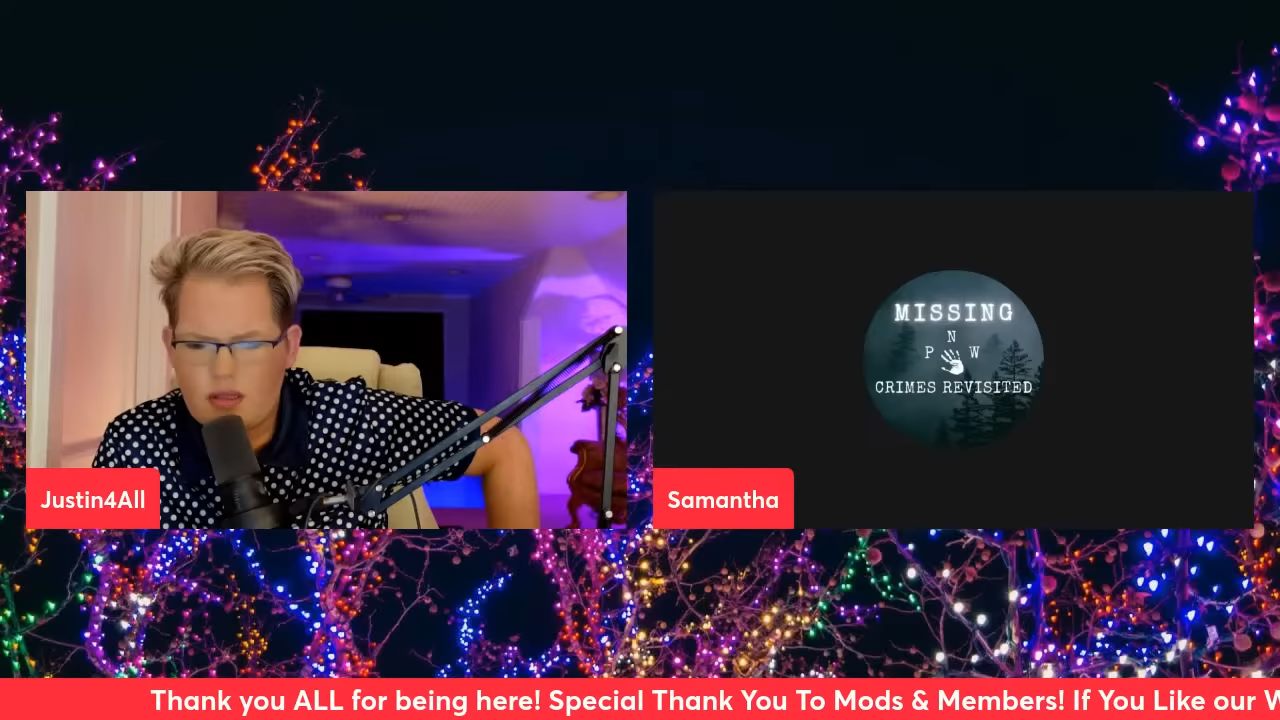 MISSING
N
P W
CRIMES REVISITED
Justin4All
Samantha
Thank you ALL for being here! Special Thank You To Mods & Members! If You Like our W